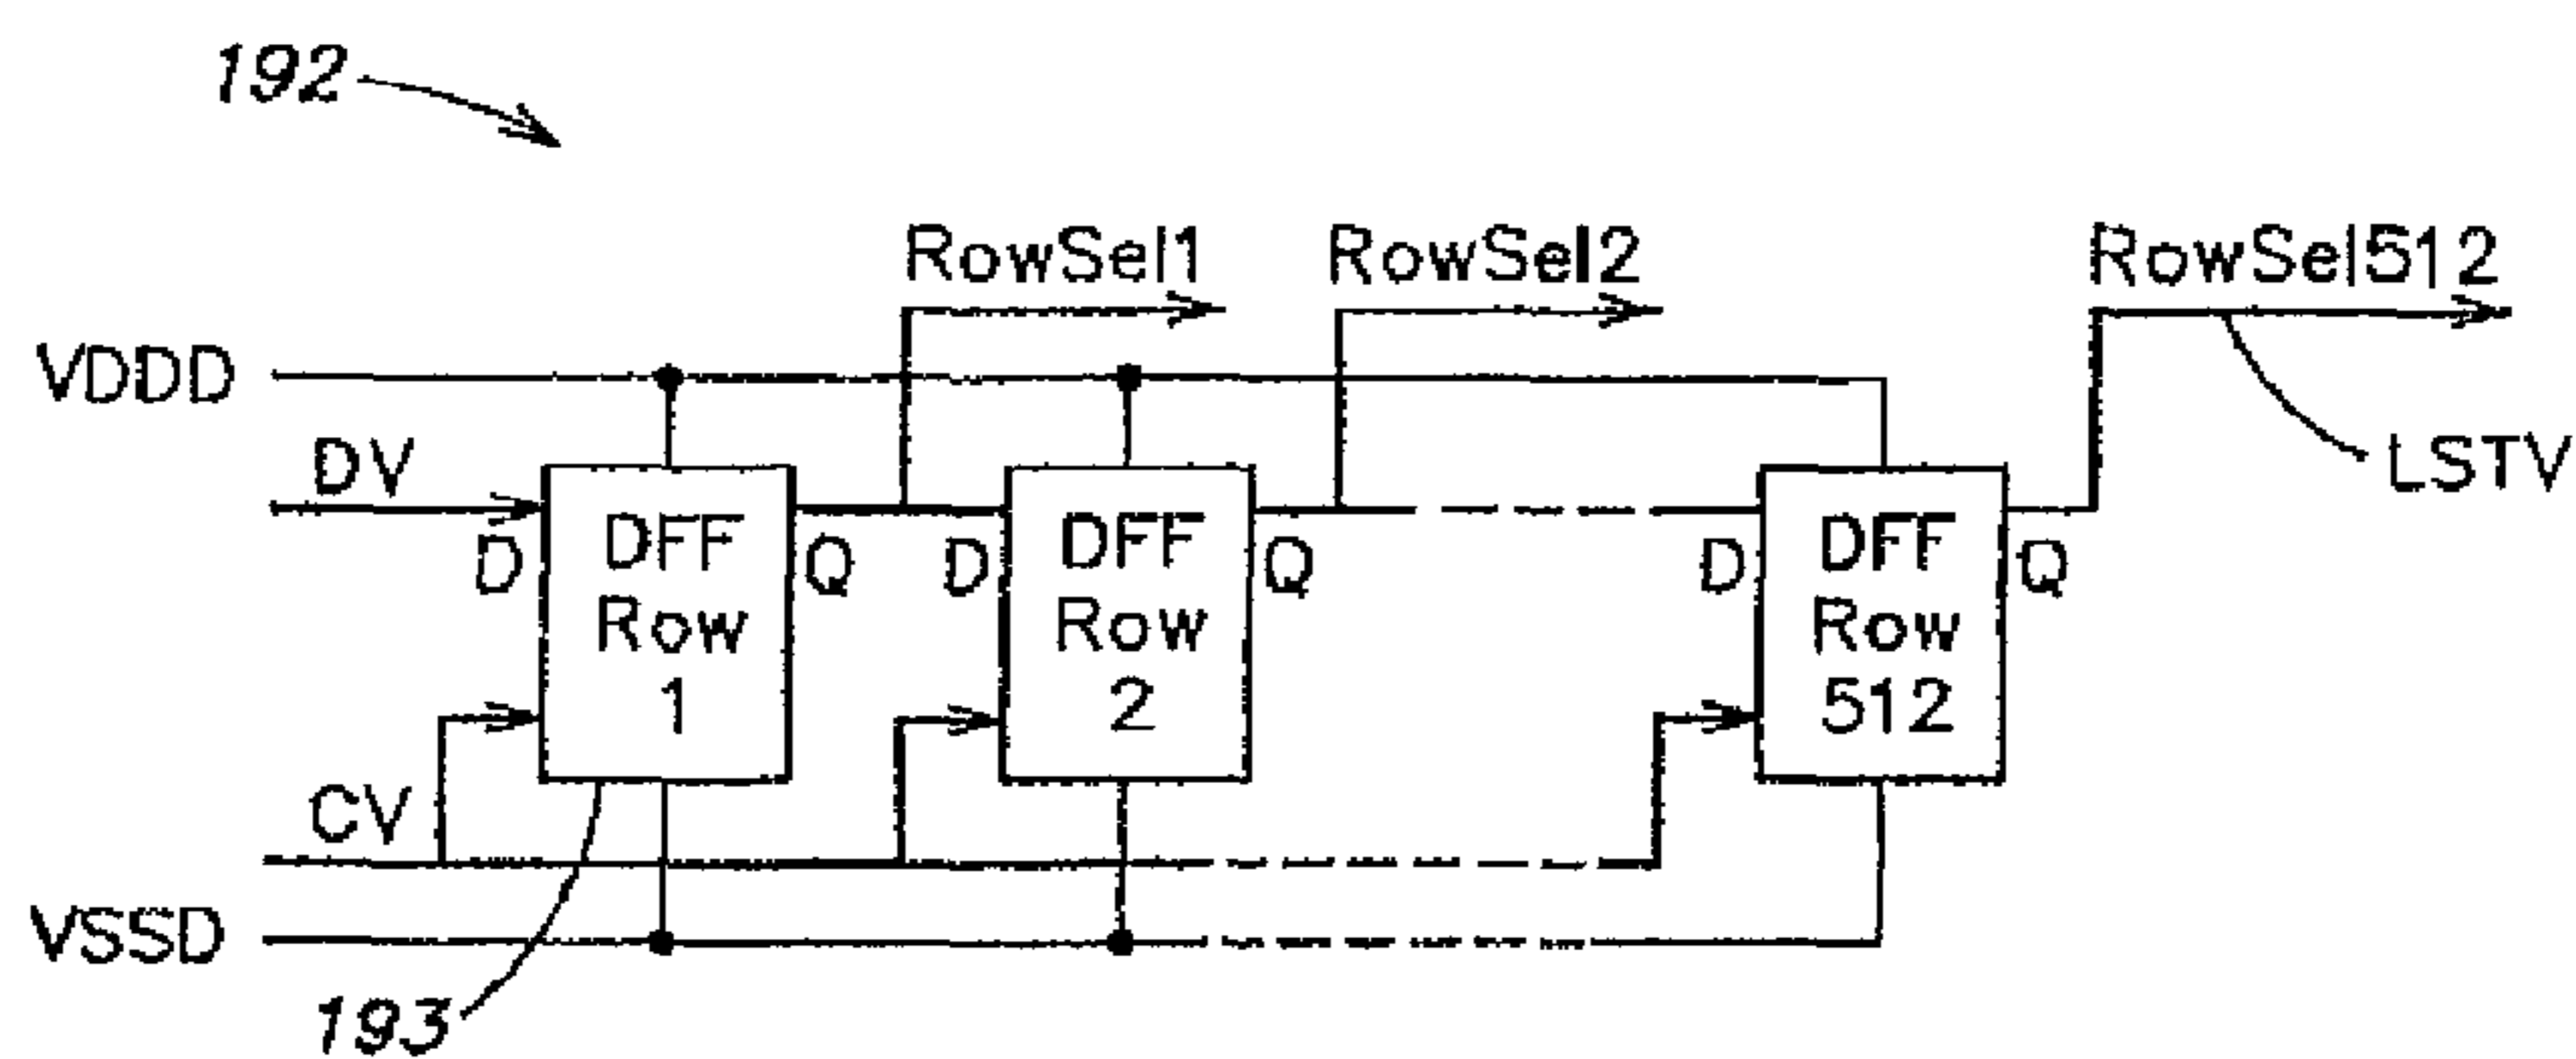 192
RowSel1
RowSel2
RowSel512
VDDD
DV
LSTV
D
DFF
Row
1
Q
D
DFF
Row
2
Q
D
DFF
Row
512
Q
CV
VSSD
193